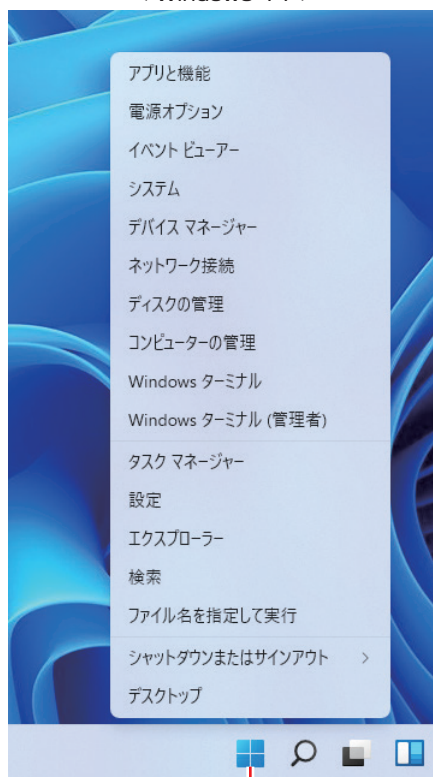 アプリと機能
電源オプション
イベント ビューアー
システム
デバイス マネージャー
ネットワーク接続
ディスクの管理
コンピューターの管理
Windows ターミナル
Windows ターミナル (管理者)
タスク マネージャー
設定
エクスプローラー
検索
ファイル名を指定して実行
シャットダウンまたはサインアウト
デスクトップ